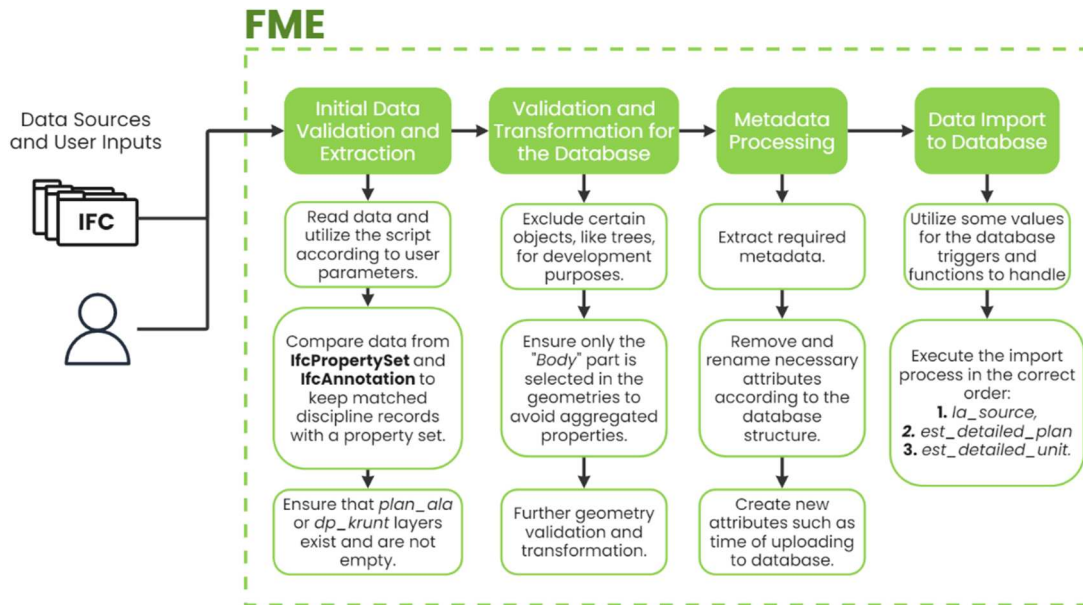 FME
Data Sources
and User Inputs
IFC
Initial Data
Validation and
Extraction
Read data and
utilize the script
according to user
parameters.
Compare data from
IfcPropertySet and
IfcAnnotation to
keep matched
discipline records
with a property set.
Ensure that plan_ala
or dp_krunt layers
exist and are not
empty.
Validation and
Transformation for
the Database
Exclude certain
objects, like trees,
for development
purposes.
Ensure only the
"Body" part is
selected in the
geometries to
avoid aggregated
properties.
Further geometry
validation and
transformation.
Metadata
Processing
Extract required
metadata.
Remove and
rename necessary
attributes
according to the
database
structure.
Create new
attributes such as
time of uploading
to database.
Data Import
to Database
Utilize some values
for the database
triggers and
functions to handle
Execute the import
process in the correct
order:
1. la_source,
2. est_detailed_plan
3. est_detailed_unit.